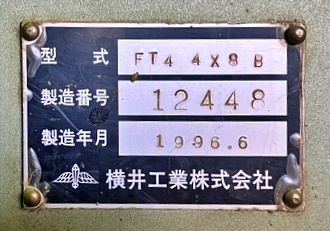 型式 FT4 4X8 B
製造番号 12448
製造年月 1996.6
横井工業株式会社